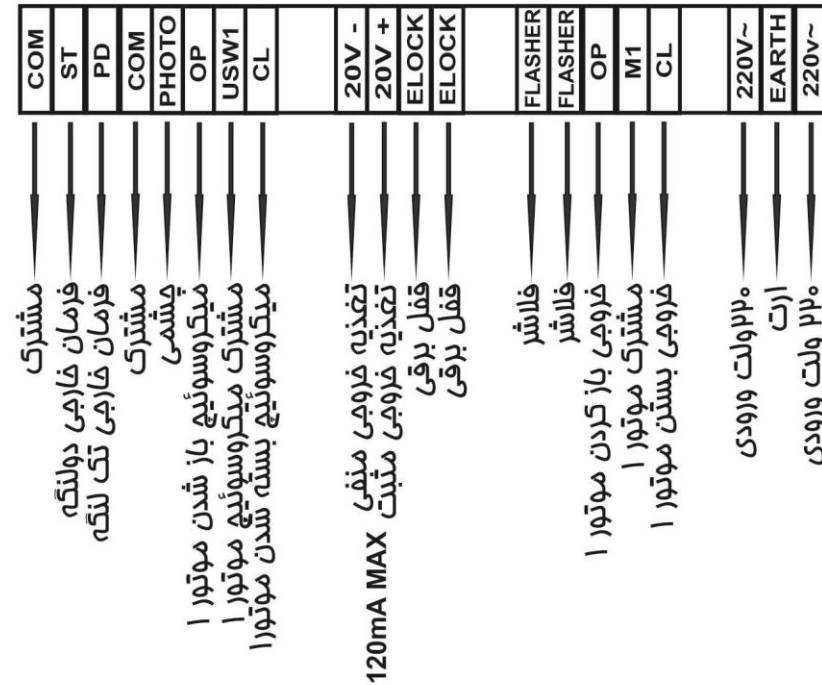 COM
ST
PD
COM
PHOTO
OP
USW1
CL
20V -
20V +
ELOCK
ELOCK
FLASHER
FLASHER
OP
M1
CL
220V~
EARTH
220v~
مشترک
فرمان خارجی دولنگه
فرمان خارجی تک لنگه
مشترک
چشمی
میکروسوئیچ باز شدن موتور ۱
مشترک میکروسوئیچ موتور ۱
میکروسوئیچ بسته شدن موتور۱
تغذیه خروجی منفی
تغذیه خروجی مثبت
120mA MAX
قفل برقی
قفل برقی
فلاشر
فلاشر
خروجی باز کردن موتور ۱
مشترک موتور ۱
خروجی بستن موتور ۱
۲۲۰ولت ورودی
ارت
۲۲۰ ولت ورودی